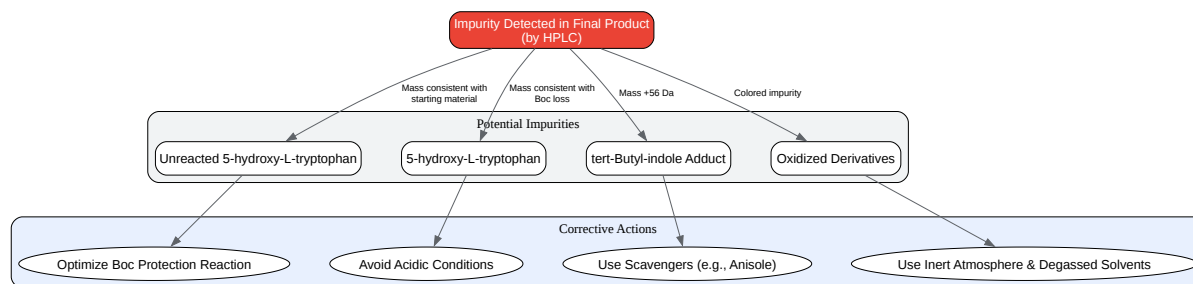 Impurity Detected in Final Product
(by HPLC)
Mass consistent with
starting material
Mass consistent with
Boc loss
Mass +56 Da
Colored impurity
Potential Impurities
Unreacted 5-hydroxy-L-tryptophan
5-hydroxy-L-tryptophan
tert-Butyl-indole Adduct
Oxidized Derivatives
Corrective Actions
Optimize Boc Protection Reaction
Avoid Acidic Conditions
Use Scavengers (e.g., Anisole)
Use Inert Atmosphere & Degassed Solvents